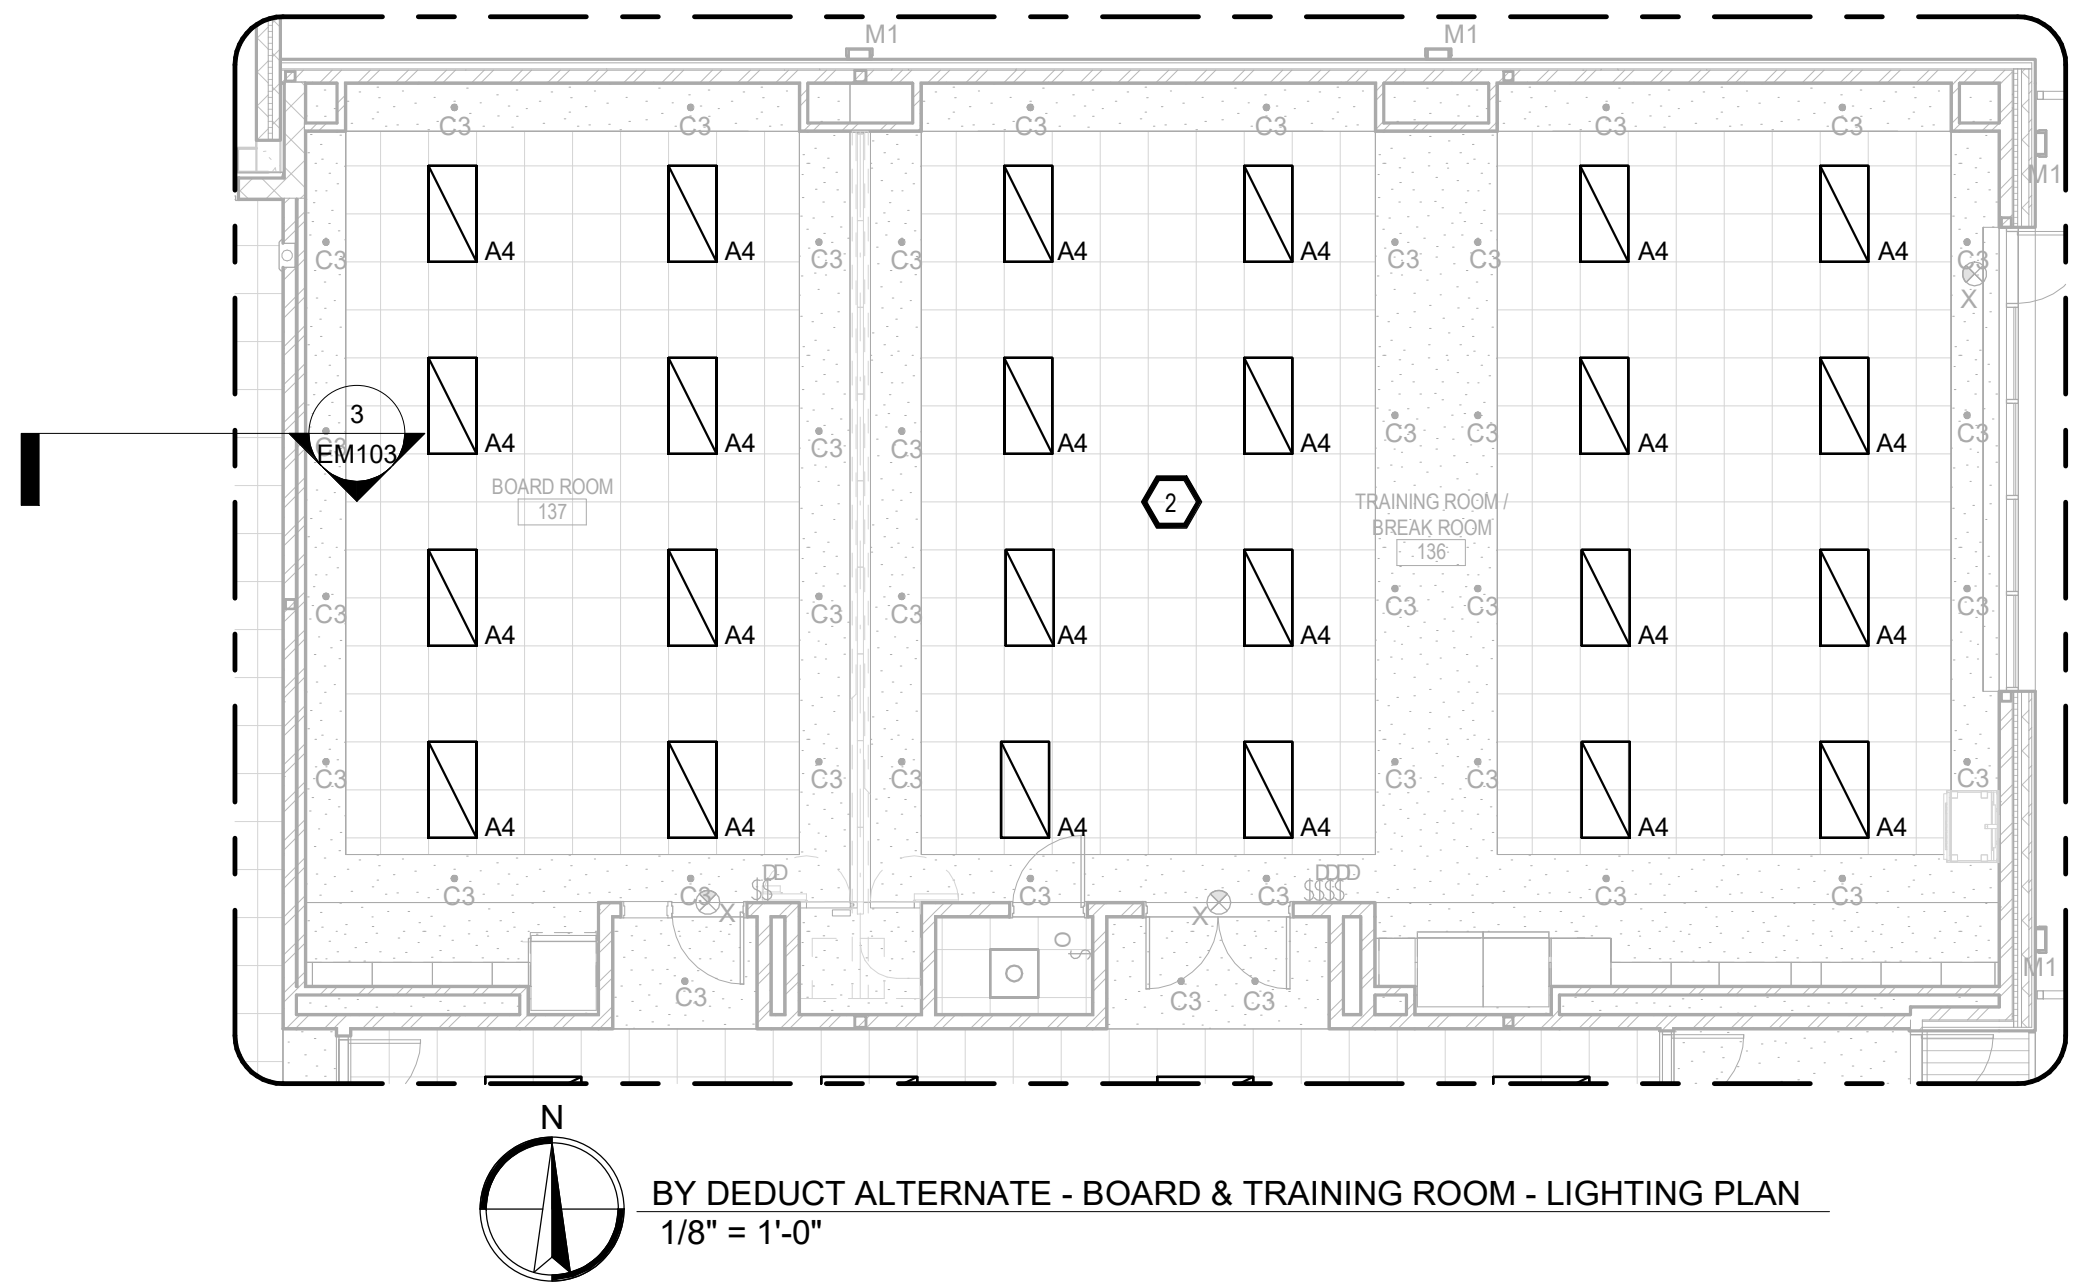 M1 M1
C3 C3 C3 C3 C3 C3
M1
A4 A4 A4 A4 A4 A4
C3 C3 C3 C3 C3 C3
X
3
EM103
C3 C3 C3 C3 C3 C3
A4 A4 A4 A4 A4 A4
BOARD ROOM
137
2
TRAINING ROOM /
BREAK ROOM
136
C3 C3 C3 C3 C3 C3
A4 A4 A4 A4 A4 A4
C3 C3 C3 C3 C3 C3
A4 A4 A4 A4 A4 A4
DD DDDD
$$ $$$$
C3 C3 C3 C3 C3 C3
X X
O
$
M1
C3 C3 C3
N
BY DEDUCT ALTERNATE - BOARD & TRAINING ROOM - LIGHTING PLAN
1/8" = 1'-0"